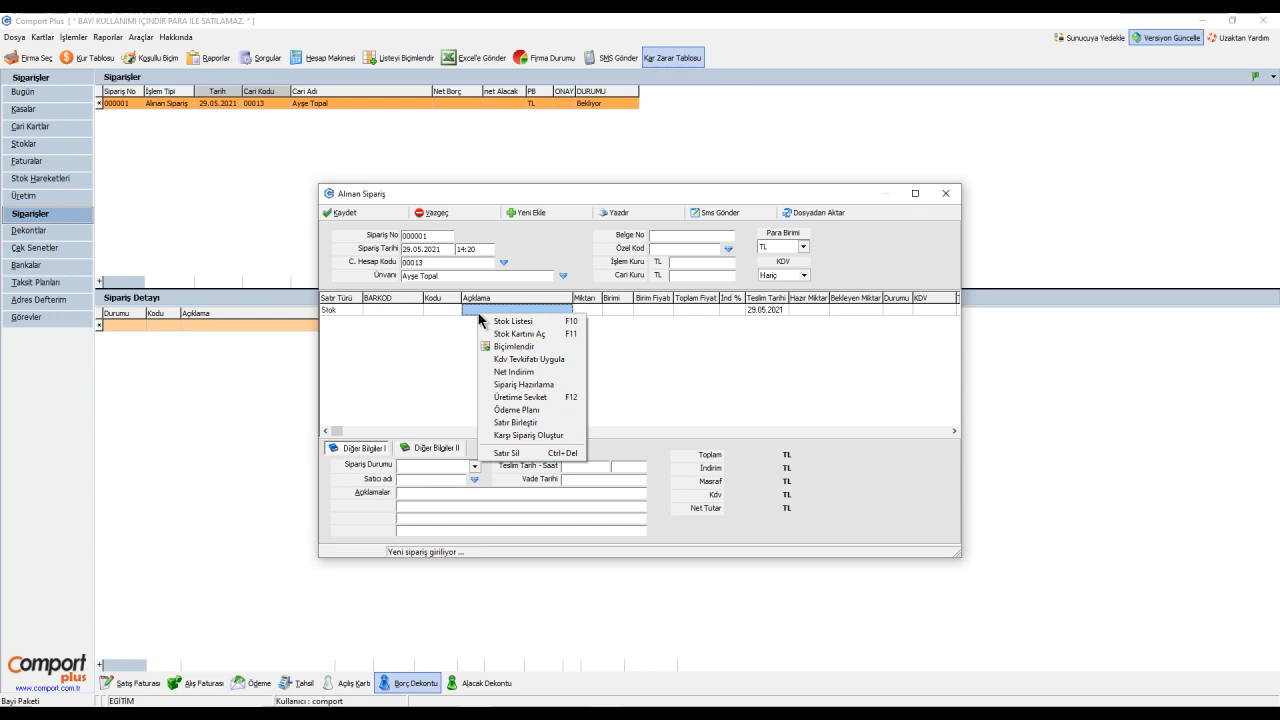 Comport Plus [ * BAYİ KULLANIMI İÇİNDİR PARA İLE SATILAMAZ. * ]
Dosya Kartlar İşlemler Raporlar Araçlar Hakkında
Sunucuya Yedekle Versiyon Güncelle Uzaktan Yardım
Firma Seç Kur Tablosu Koşullu Biçim Raporlar Sorgular Hesap Makinesi Listeyi Biçimlendir Excel'e Gönder Firma Durumu SMS Gönder Kar Zarar Tablosu
Siparişler
Bugün
Kasalar
Cari Kartlar
Stoklar
Faturalar
Stok Hareketleri
Üretim
Siparişler
Dekontlar
Çek Senetler
Bankalar
Taksit Planları
Adres Defterim
Görevler
Siparişler
Sipariş No İşlem Tipi Tarih Cari Kodu Cari Adı Net Borç net Alacak PB ONAY DURUMU
000001 Alınan Sipariş 29.05.2021 00013 Ayşe Topal TL Bekliyor
Sipariş Detayı
Durumu Kodu Açıklama
Alınan Sipariş
Kaydet Vazgeç Yeni Ekle Yazdır Sms Gönder Dosyadan Aktar
Sipariş No 000001
Sipariş Tarihi 29.05.2021 14:20
C. Hesap Kodu 00013
Ünvanı Ayşe Topal
Belge No
Özel Kod
İşlem Kuru TL
Cari Kuru TL
Para Birimi
TL
KDV
Hariç
Satır Türü BARKOD Kodu Açıklama Miktarı Birimi Birim Fiyatı Toplam Fiyat İnd % Teslim Tarihi Hazır Miktar Bekleyen Miktar Durumu KDV
Stok 29.05.2021
Stok Listesi F10
Stok Kartını Aç F11
Biçimlendir
Kdv Tevkifatı Uygula
Net İndirim
Sipariş Hazırlama
Üretime Sevket F12
Ödeme Planı
Satır Birleştir
Karşı Sipariş Oluştur
Satır Sil Ctrl+Del
Diğer Bilgiler I Diğer Bilgiler II
Sipariş Durumu
Satıcı adı
Açıklamalar
Teslim Tarih - Saat
Vade Tarihi
Toplam TL
İndirim TL
Masraf TL
Kdv TL
Net Tutar TL
Yeni sipariş giriliyor ...
Comport
plus
www.comport.com.tr
Satış Faturası Alış Faturası Ödeme Tahsil Açılış Kartı Borç Dekontu Alacak Dekontu
Bayi Paketi EĞİTİM Kullanıcı : comport